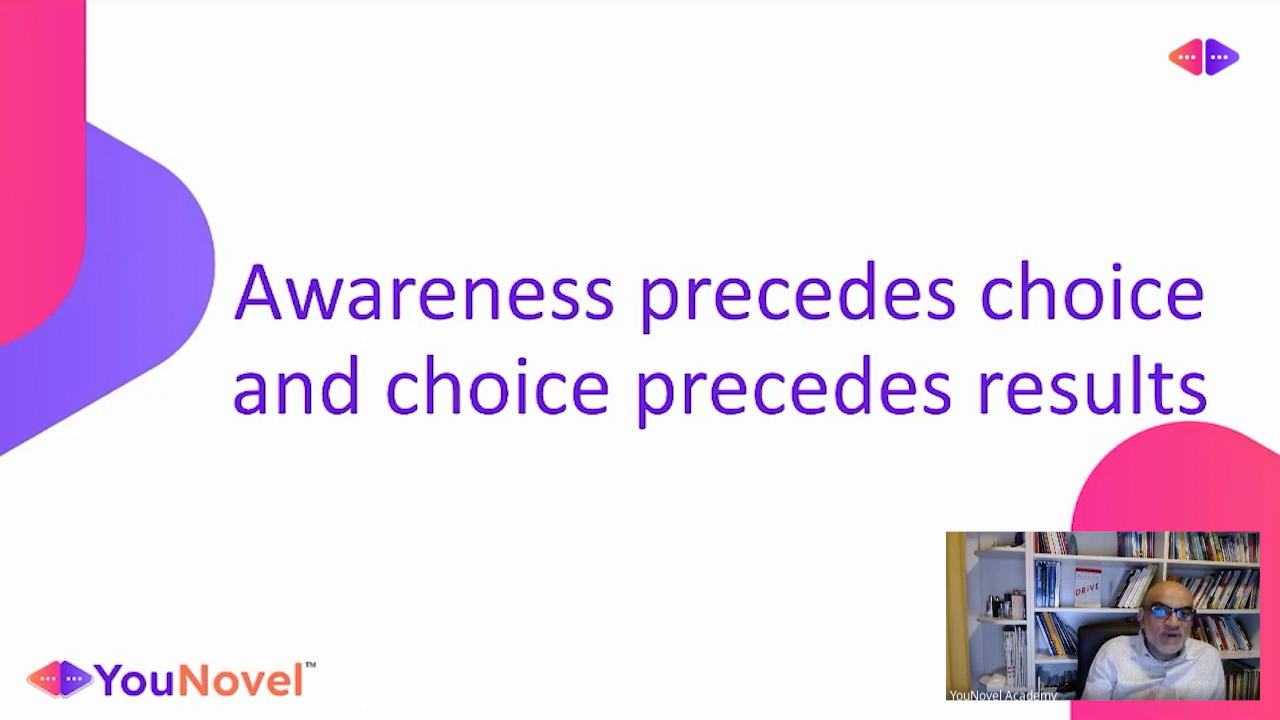 Awareness precedes choice
and choice precedes results
DRiVE
YouNovel Academy
YouNovel™